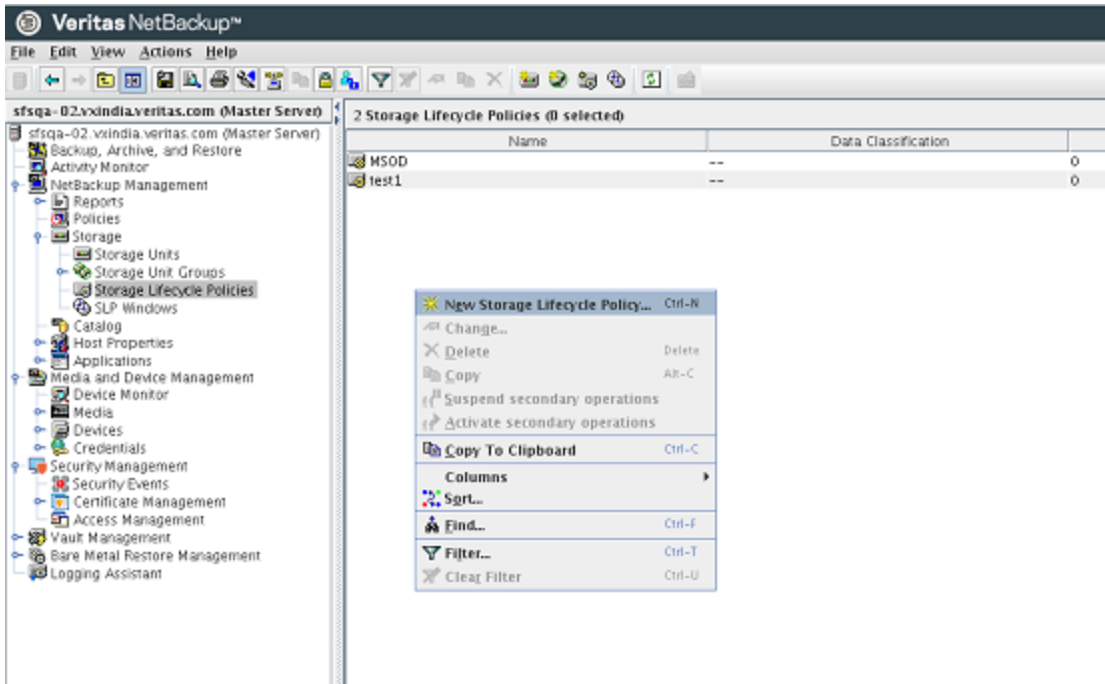 Veritas NetBackup™
File Edit View Actions Help
sfsqa-02.vxindia.veritas.com (Master Server)
sfsqa-02.vxindia.veritas.com (Master Server)
Backup, Archive, and Restore
Activity Monitor
NetBackup Management
Reports
Policies
Storage
Storage Units
Storage Unit Groups
Storage Lifecycle Policies
SLP Windows
Catalog
Host Properties
Applications
Media and Device Management
Device Monitor
Media
Devices
Credentials
Security Management
Security Events
Certificate Management
Access Management
Vault Management
Bare Metal Restore Management
Logging Assistant
2 Storage Lifecycle Policies (0 selected)
Name Data Classification
MSOD -- 0
test1 -- 0
New Storage Lifecycle Policy... Ctrl-N
Change...
Delete Delete
Copy Alt-C
Suspend secondary operations
Activate secondary operations
Copy To Clipboard Ctrl-C
Columns
Sort...
Find... Ctrl-F
Filter... Ctrl-T
Clear Filter Ctrl-U